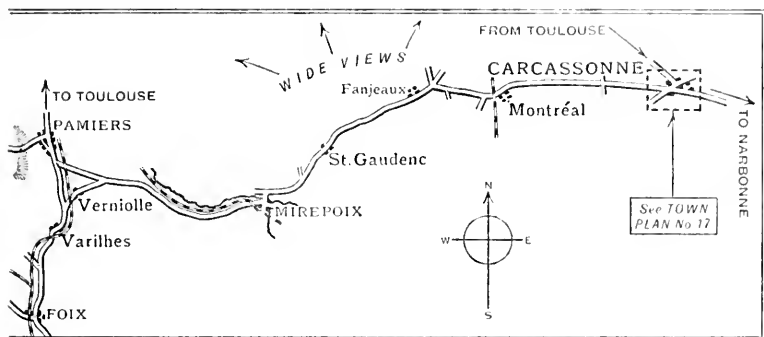 FROM TOULOUSE
WIDE VIEWS
CARCASSONNE
Fanjeaux
TO TOULOUSE
Montréal
PAMIERS
TO NARBONNE
St. Gaudenc
N
Verniolle
MIREPOIX
See TOWN
PLAN No 17
W
E
Varilhes
S
FOIX